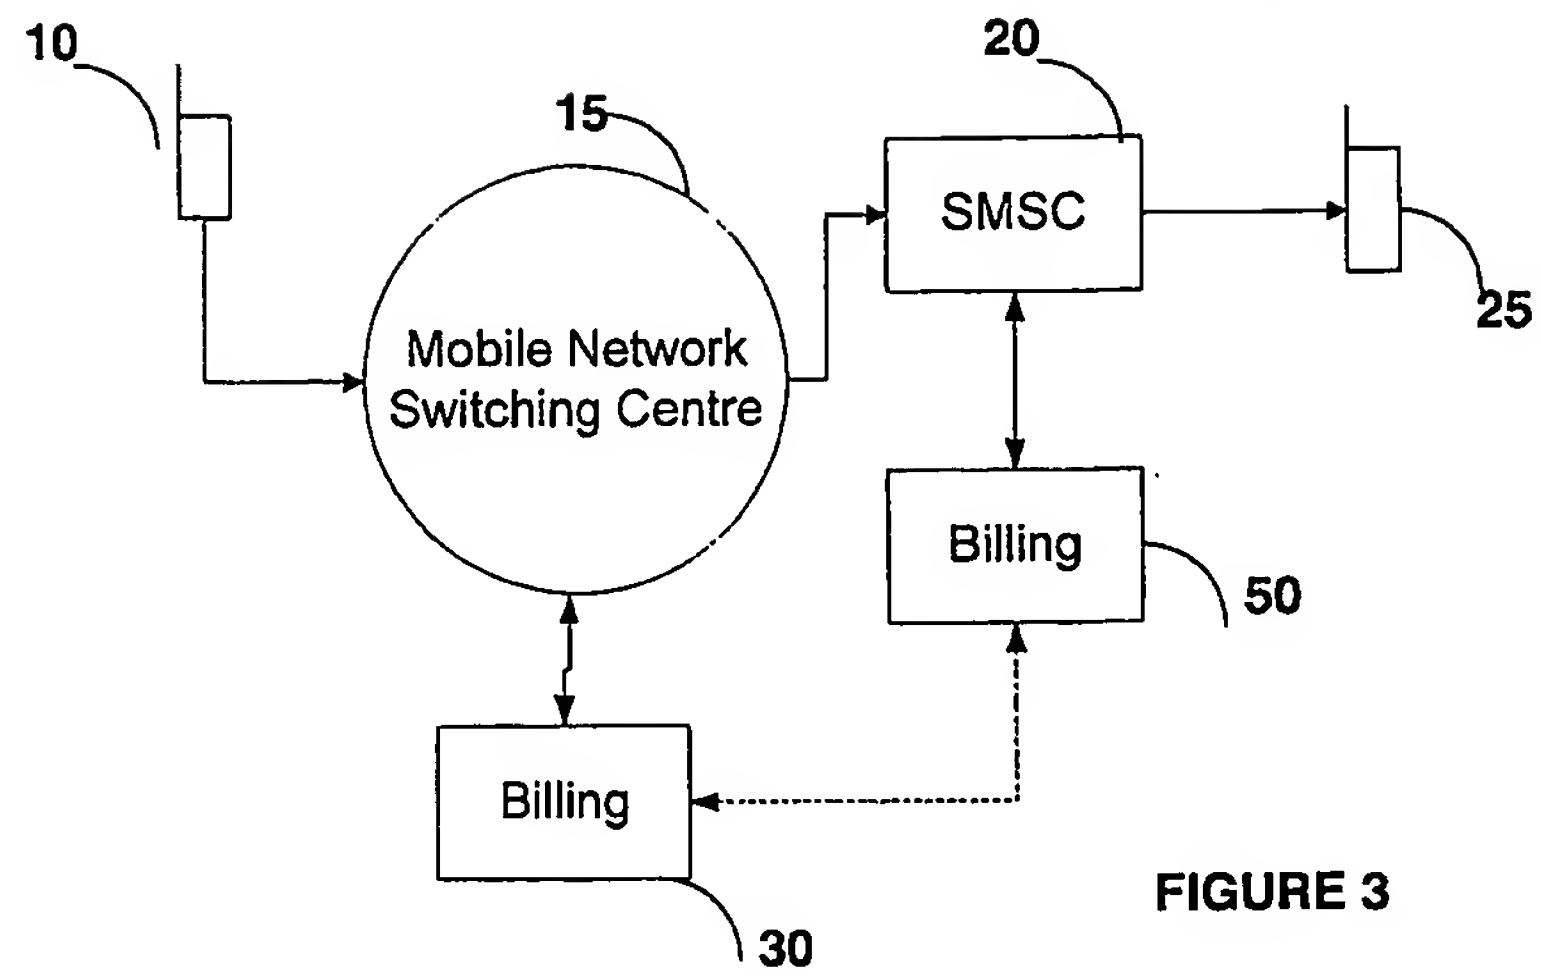 10
20
15
SMSC
25
Mobile Network
Switching Centre
Billing
50
Billing
FIGURE 3
30